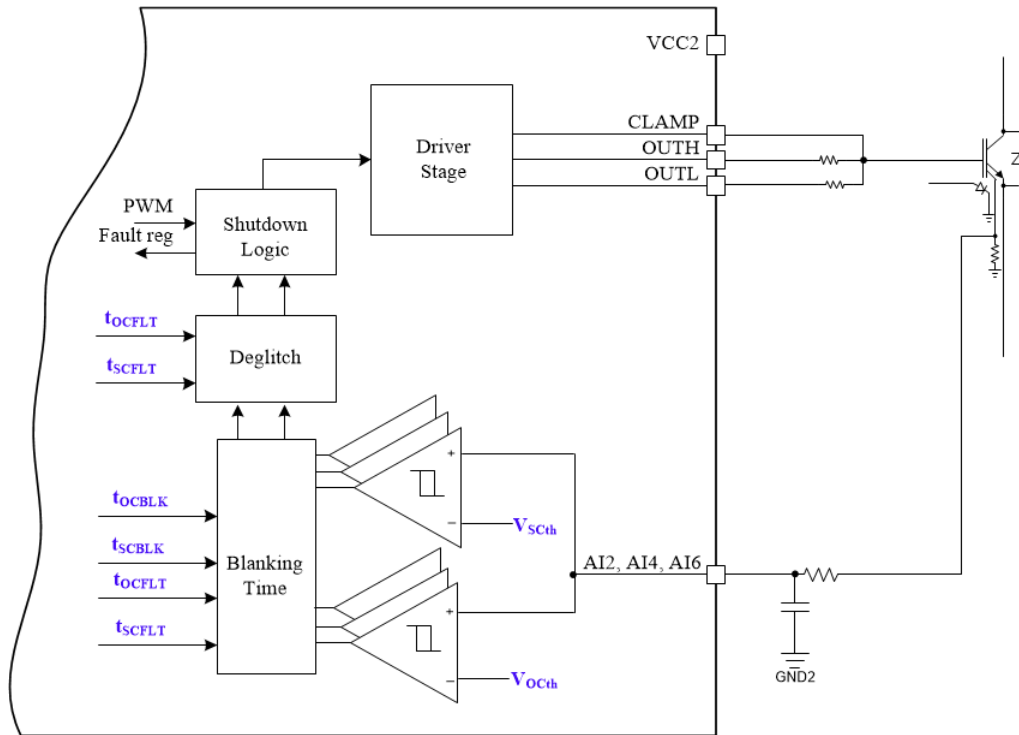 VCC2
CLAMP
OUTH
OUTL
Driver
Stage
PWM
Fault reg
Shutdown
Logic
tOCFLT
tSCFLT
Deglitch
tOCBLK
tSCBLK
tOCFLT
tSCFLT
Blanking
Time
+
−
VSCth
+
−
VOCth
AI2, AI4, AI6
GND2
Z